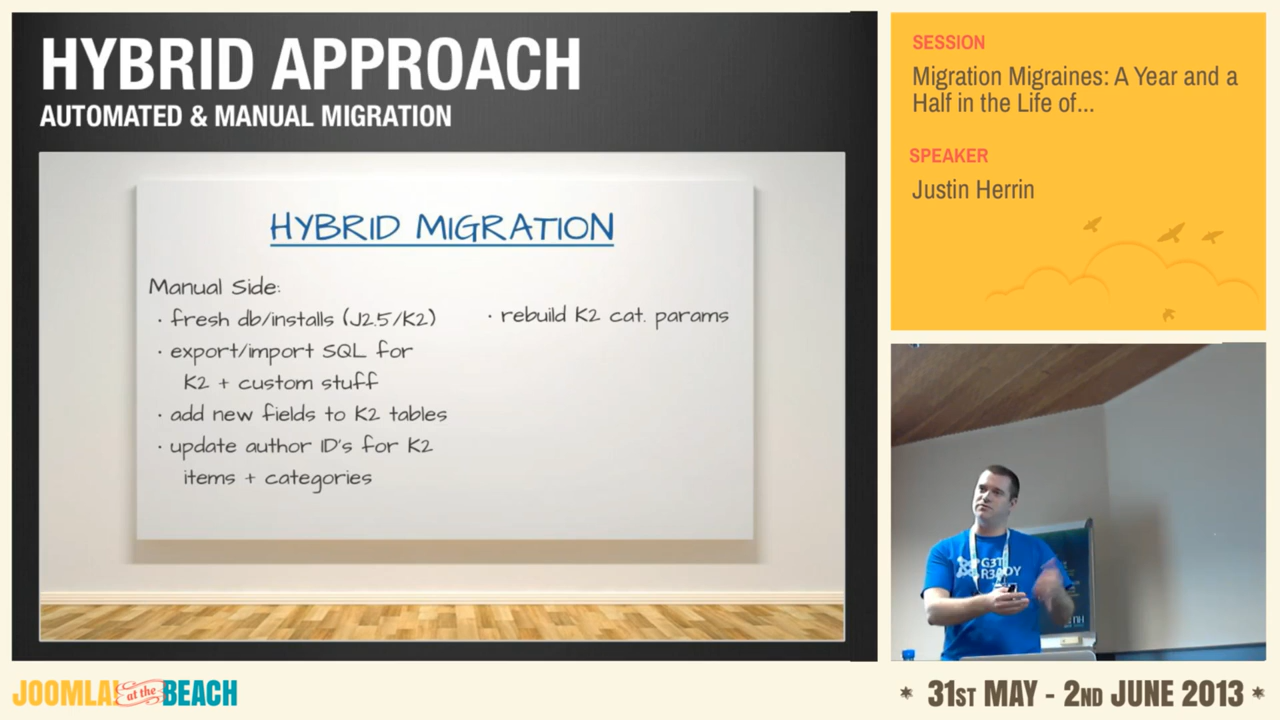 HYBRID APPROACH
AUTOMATED & MANUAL MIGRATION
HYBRID MIGRATION
Manual Side:
· fresh db/installs (J2.5/K2)
· export/import SQL for
K2 + custom stuff
· add new fields to K2 tables
· update author ID's for K2
items + categories
· rebuild K2 cat. params
SESSION
Migration Migraines: A Year and a
Half in the Life of...
SPEAKER
Justin Herrin
G3T
R3ADY
JOOMLA! at the BEACH
* 31ST MAY - 2ND JUNE 2013 *